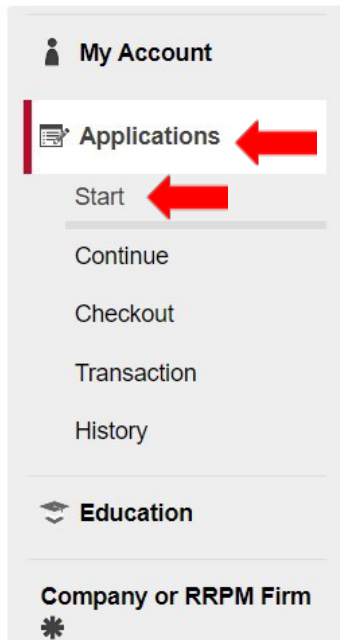 My Account
Applications
Start
Continue
Checkout
Transaction
History
Education
Company or RRPM Firm